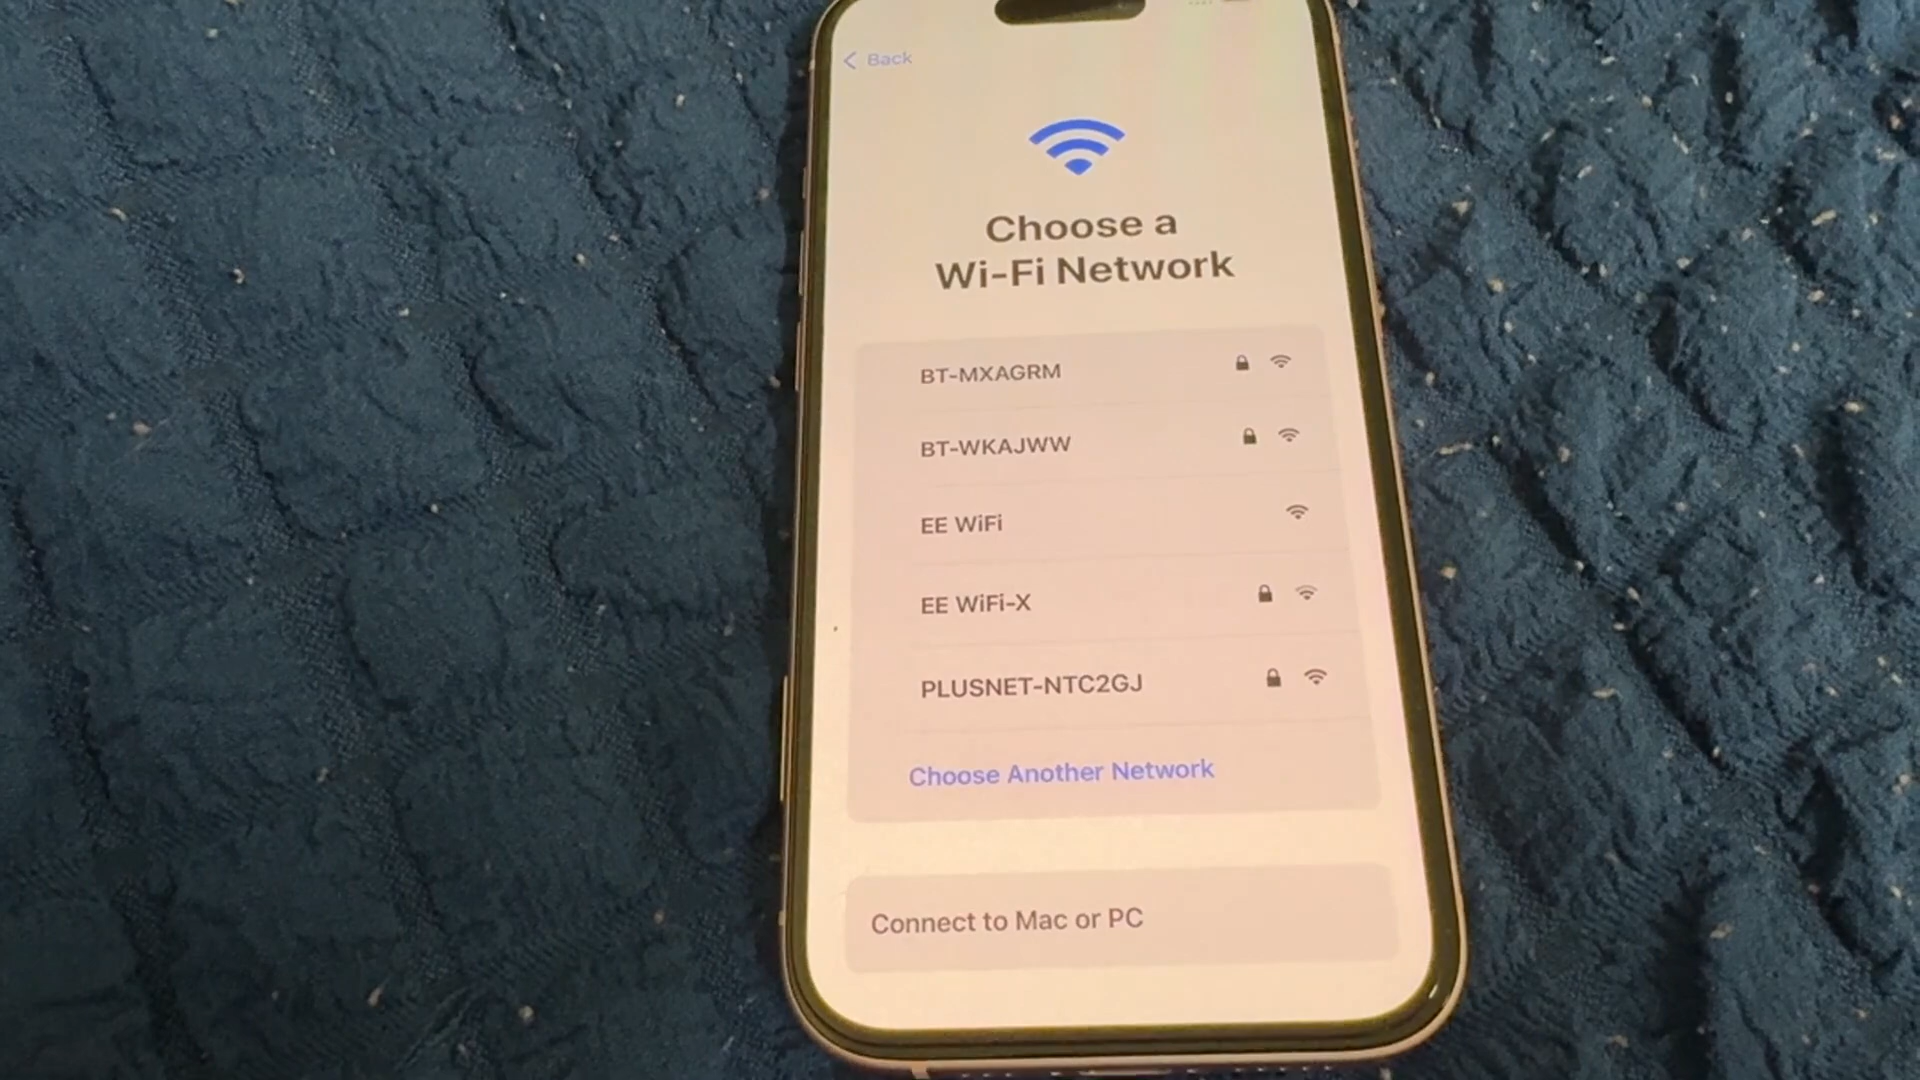 Back
Choose a
Wi-Fi Network
BT-MXAGRM
BT-WKAJWW
EE WiFi
EE WiFi-X
PLUSNET-NTC2GJ
Choose Another Network
Connect to Mac or PC